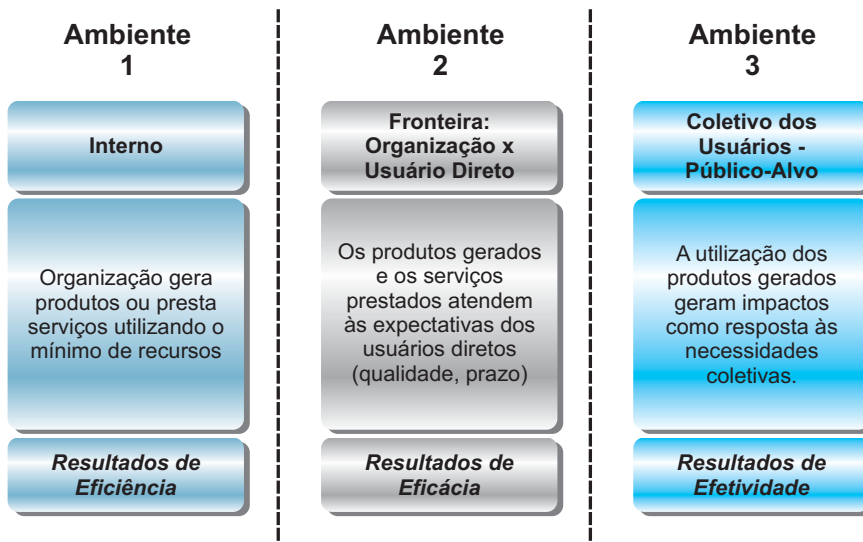 Ambiente
1
Interno
Organização gera
produtos ou presta
serviços utilizando o
mínimo de recursos
Resultados de
Eficiência
Ambiente
2
Fronteira:
Organização x
Usuário Direto
Os produtos gerados
e os serviços
prestados atendem
às expectativas dos
usuários diretos
(qualidade, prazo)
Resultados de
Eficácia
Ambiente
3
Coletivo dos
Usuários -
Público-Alvo
A utilização dos
produtos gerados
geram impactos
como resposta às
necessidades
coletivas.
Resultados de
Efetividade